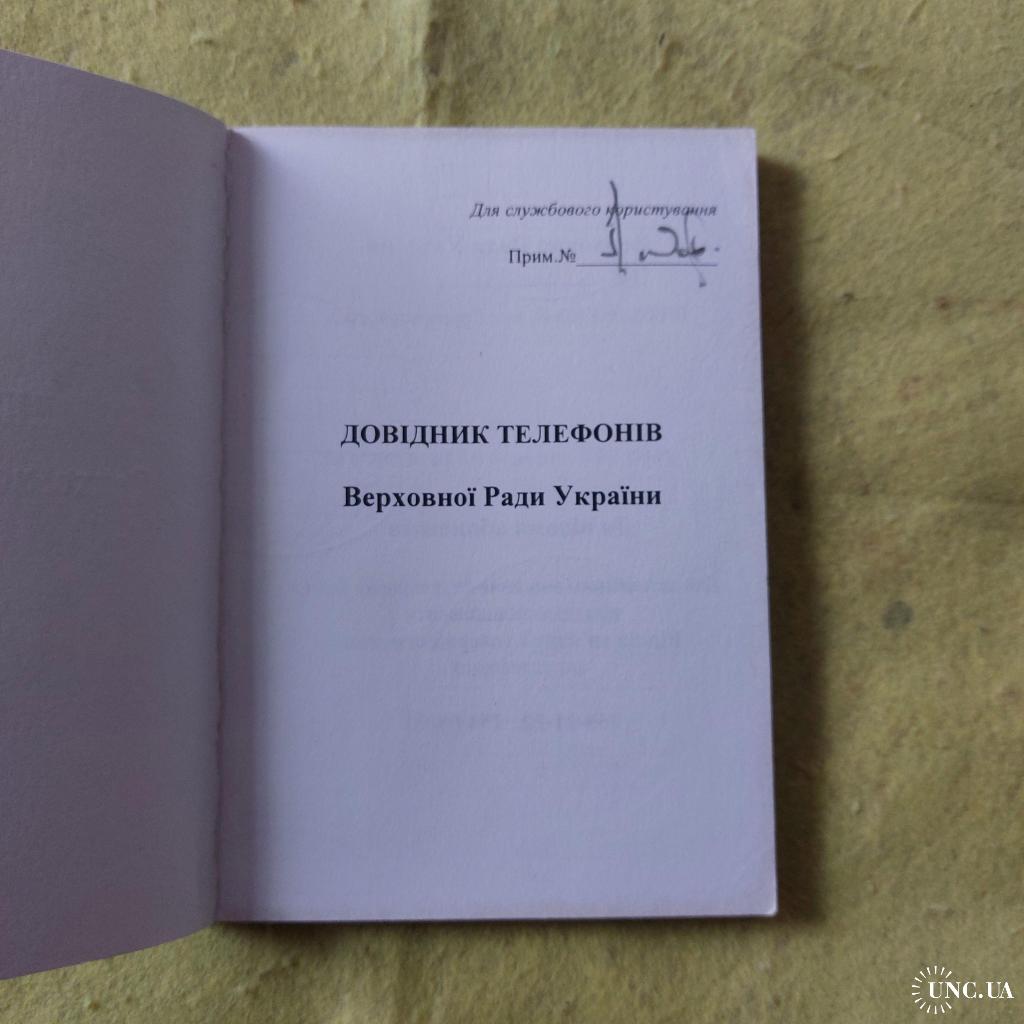 Для службового користування
Прим.№
ДОВІДНИК ТЕЛЕФОНІВ
Верховної Ради України
UNC.UA